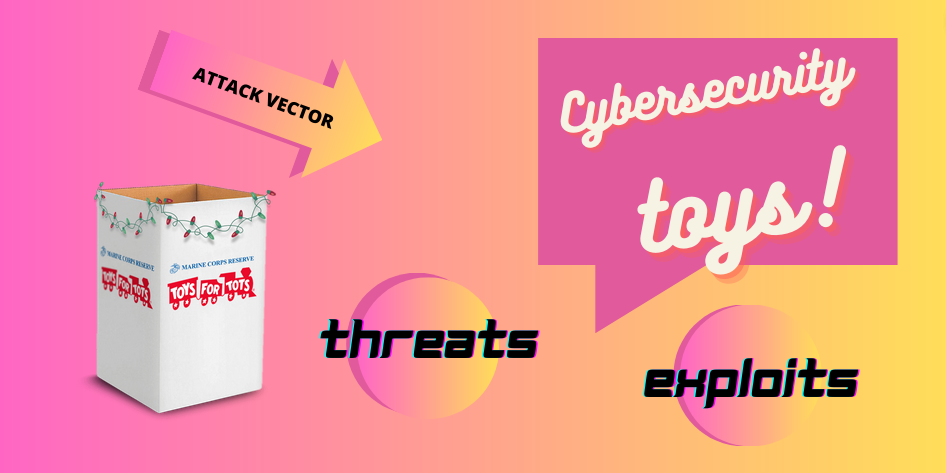 ATTACK VECTOR
Cybersecurity
toys!
MARINE CORPS RESERVE
TOYS FOR TOTS
MARINE CORPS RESERVE
TOYS FOR TOTS
threats
exploits